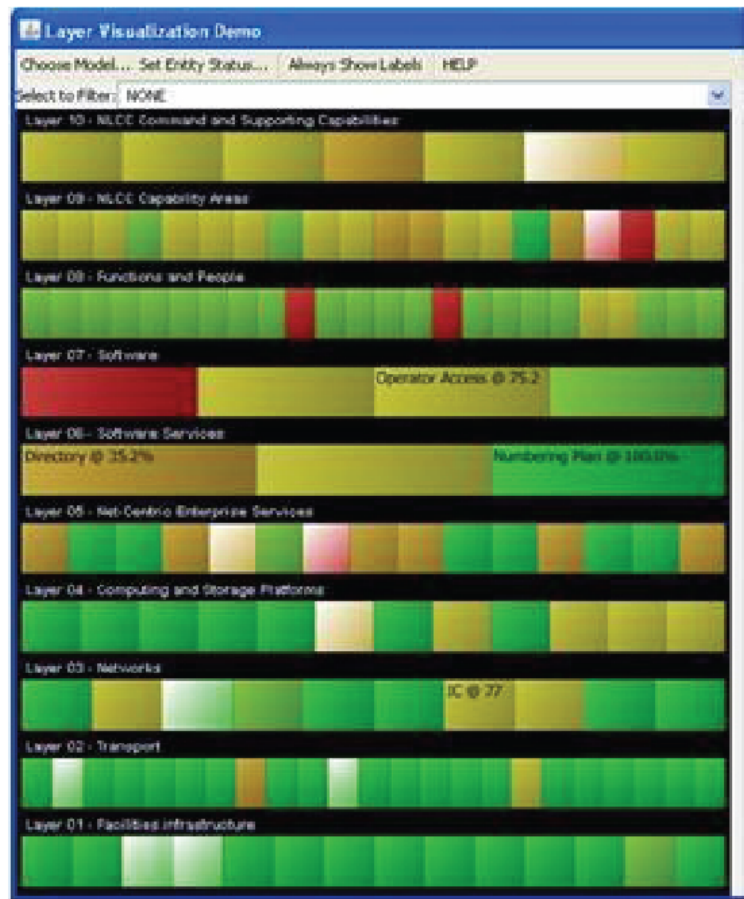 Layer Visualization Demo
Choose Model... Set Entity Status... Always Show Labels HELP
Select to Filter: NONE
Layer 10 - NLCC Command and Supporting Capabilities
Layer 09 - NLCC Capability Areas
Layer 08 - Functions and People
Layer 07 - Software
Operator Access @ 75.2
Layer 06 - Software Services
Directory @ 35.2%
Numbering Plan @ 100.0%
Layer 05 - Net-Centric Enterprise Services
Layer 04 - Computing and Storage Platforms
Layer 03 - Networks
IC @ 77
Layer 02 - Transport
Layer 01 - Facilities infrastructure